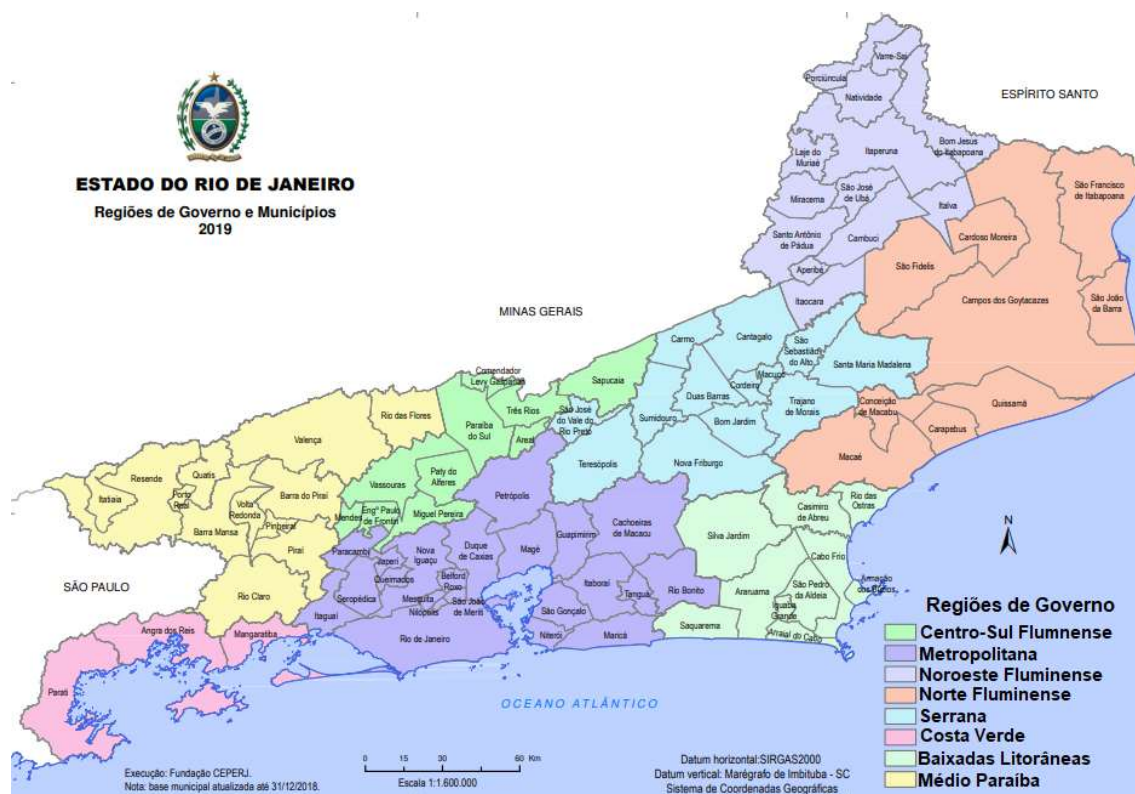 ESTADO DO RIO DE JANEIRO
Regiões de Governo e Municípios
2019
ESPÍRITO SANTO
MINAS GERAIS
SÃO PAULO
OCEANO ATLÂNTICO
Varre-Sai
Porciúncula
Natividade
Bom Jesus
do Itabapoana
Laje do
Muriaé
Itaperuna
São José
de Ubá
Miracema
Italva
Santo Antônio
de Pádua
Cambuci
Aperibé
Itaocara
São Francisco
de Itabapoana
Cardoso Moreira
São Fidelis
Campos dos Goytacazes
São João
da Barra
Conceição
de Macabu
Quissamã
Carapebus
Macaé
Carmo
Cantagalo
São
Sebastião
do Alto
Santa Maria Madalena
Macuco
Cordeiro
Duas Barras
Trajano
de Morais
Sumidouro
Bom Jardim
São José
do Vale do
Rio Preto
Teresópolis
Nova Friburgo
Comendador
Levy Gasparian
Sapucaia
Três Rios
Paraíba
do Sul
Areal
Paty do
Alferes
Vassouras
Engº Paulo
de Frontin
Mendes
Miguel Pereira
Rio das Flores
Valença
Resende
Itatiaia
Quatis
Porto
Real
Volta
Redonda
Barra do Piraí
Barra Mansa
Pinheiral
Piraí
Rio Claro
Petrópolis
Paracambi
Japeri
Nova
Iguaçu
Duque
de Caxias
Magé
Guapimirim
Cachoeiras
de Macacu
Queimados
Belford
Roxo
Seropédica
Mesquita
Nilópolis
São João
de Meriti
Itaguaí
Rio de Janeiro
Itaboraí
Tanguá
Rio Bonito
São Gonçalo
Niterói
Maricá
Casimiro
de Abreu
Rio das
Ostras
Silva Jardim
Cabo Frio
Armação
dos Búzios
São Pedro
da Aldeia
Araruama
Iguaba
Grande
Saquarema
Arraial do Cabo
Angra dos Reis
Mangaratiba
Parati
N
Regiões de Governo
Centro-Sul Flumnense
Metropolitana
Noroeste Fluminense
Norte Fluminense
Serrana
Costa Verde
Baixadas Litorâneas
Médio Paraíba
Execução: Fundação CEPERJ.
Nota: base municipal atualizada até 31/12/2018.
0 30 60 Km
Escala 1:1.600.000
Datum horizontal:SIRGAS2000
Datum vertical: Marégrafo de Imbituba - SC
Sistema de Coordenadas Geográficas